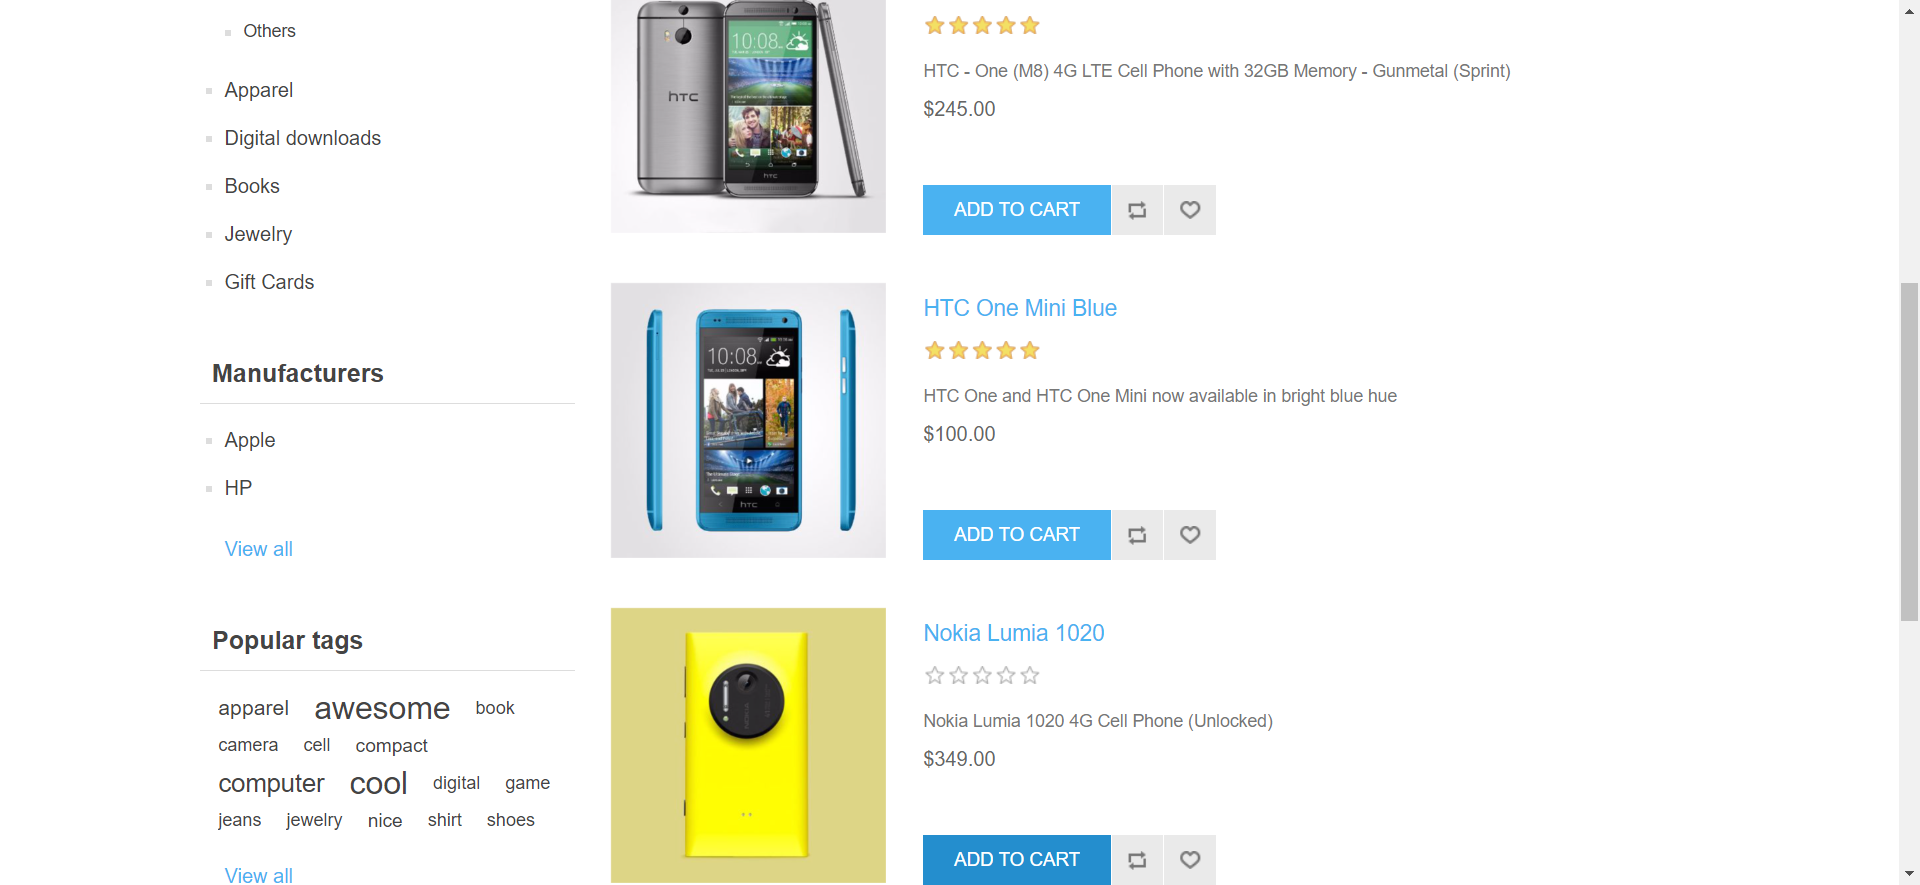 Others
Apparel
Digital downloads
Books
Jewelry
Gift Cards
Manufacturers
Apple
HP
View all
Popular tags
apparel awesome book
camera cell compact
computer cool digital game
jeans jewelry nice shirt shoes
View all
hTC
10:08
hTC
HTC - One (M8) 4G LTE Cell Phone with 32GB Memory - Gunmetal (Sprint)
$245.00
ADD TO CART
10:08
hTC
HTC One Mini Blue
HTC One and HTC One Mini now available in bright blue hue
$100.00
ADD TO CART
Nokia Lumia 1020
Nokia Lumia 1020 4G Cell Phone (Unlocked)
$349.00
ADD TO CART